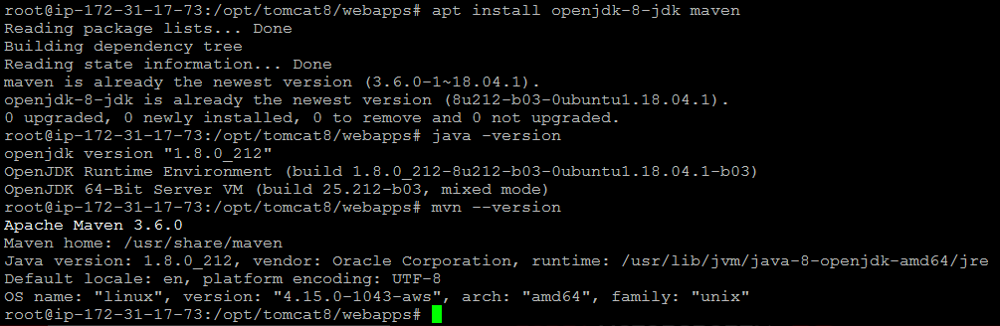 root@ip-172-31-17-73:/opt/tomcat8/webapps# apt install openjdk-8-jdk maven
Reading package lists... Done
Building dependency tree
Reading state information... Done
maven is already the newest version (3.6.0-1~18.04.1).
openjdk-8-jdk is already the newest version (8u212-b03-0ubuntu1.18.04.1).
0 upgraded, 0 newly installed, 0 to remove and 0 not upgraded.
root@ip-172-31-17-73:/opt/tomcat8/webapps# java -version
openjdk version "1.8.0_212"
OpenJDK Runtime Environment (build 1.8.0_212-8u212-b03-0ubuntu1.18.04.1-b03)
OpenJDK 64-Bit Server VM (build 25.212-b03, mixed mode)
root@ip-172-31-17-73:/opt/tomcat8/webapps# mvn --version
Apache Maven 3.6.0
Maven home: /usr/share/maven
Java version: 1.8.0_212, vendor: Oracle Corporation, runtime: /usr/lib/jvm/java-8-openjdk-amd64/jre
Default locale: en, platform encoding: UTF-8
OS name: "linux", version: "4.15.0-1043-aws", arch: "amd64", family: "unix"
root@ip-172-31-17-73:/opt/tomcat8/webapps#